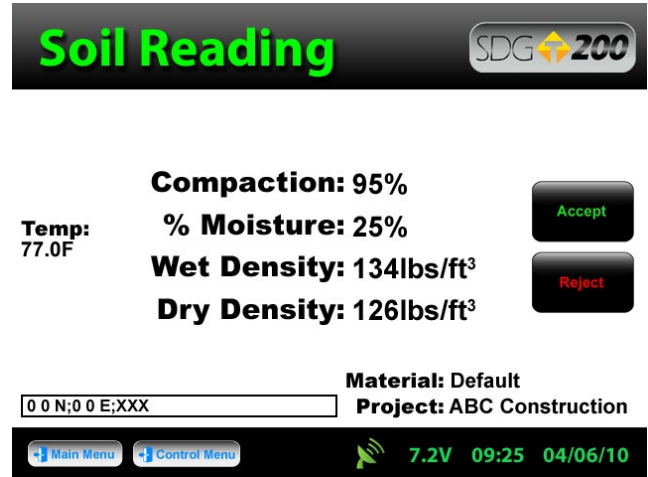 Soil Reading
SDG 200
Compaction: 95%
Accept
Temp:
77.0F
% Moisture: 25%
Wet Density: 134lbs/ft³
Reject
Dry Density: 126lbs/ft³
Material: Default
0 0 N;0 0 E;XXX
Project: ABC Construction
Main Menu
Control Menu
7.2V 09:25 04/06/10